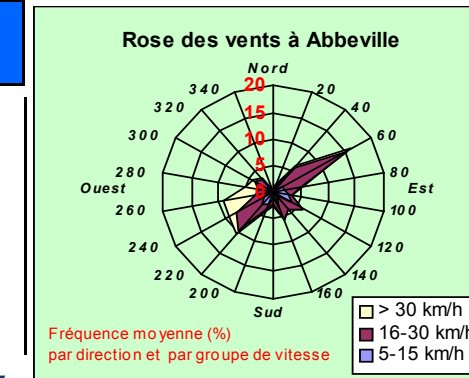 Rose des vents à Abbeville
Nord
340
20
20
320
40
15
300
10
60
5
280
80
Ouest
0
Est
260
100
240
120
220
140
200
160
Sud
> 30 km/h
16-30 km/h
5-15 km/h
Fréquence moyenne (%)
par direction et par groupe de vitesse